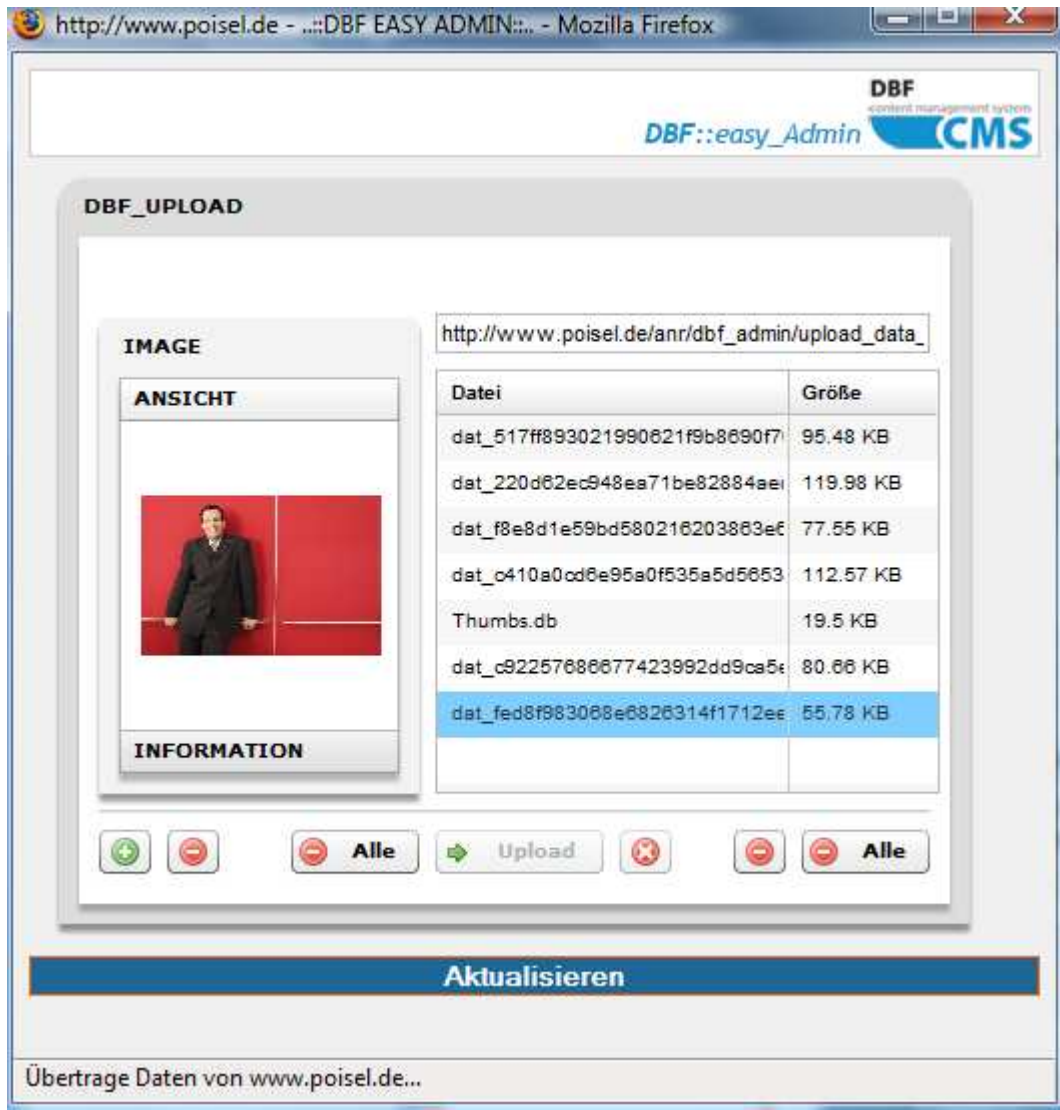 http://www.poisel.de - ..::DBF EASY ADMIN::.. - Mozilla Firefox
DBF
content management system
CMS
DBF::easy_Admin
DBF_UPLOAD
IMAGE
http://www.poisel.de/anr/dbf_admin/upload_data_
ANSICHT
Datei Größe
95.48 KB
119.98 KB
77.55 KB
112.57 KB
Thumbs.db 19.5 KB
80.66 KB
55.78 KB
INFORMATION
Alle Upload Alle
Aktualisieren
Übertrage Daten von www.poisel.de...